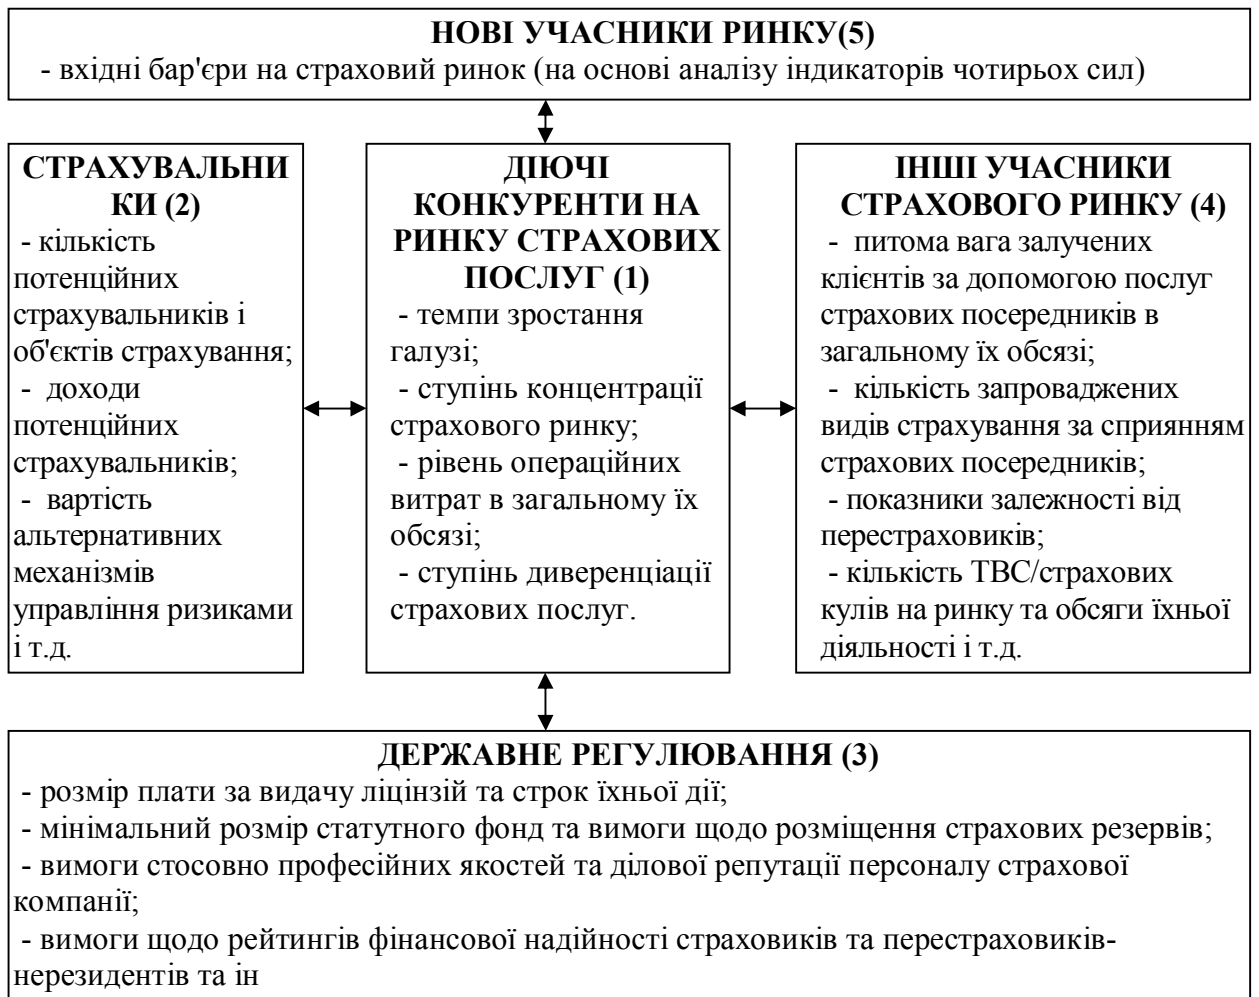 НОВІ УЧАСНИКИ РИНКУ(5)
- вхідні бар'єри на страховий ринок (на основі аналізу індикаторів чотирьох сил)
СТРАХУВАЛЬНИ
КИ (2)
- кількість
потенційних
страхувальників і
об'єктів страхування;
- доходи
потенційних
страхувальників;
- вартість
альтернативних
механізмів
управління ризиками
і т.д.
ДІЮЧІ
КОНКУРЕНТИ НА
РИНКУ СТРАХОВИХ
ПОСЛУГ (1)
- темпи зростання
галузі;
- ступінь концентрації
страхового ринку;
- рівень операційних
витрат в загальному їх
обсязі;
- ступінь диверенціації
страхових послуг.
ІНШІ УЧАСНИКИ
СТРАХОВОГО РИНКУ (4)
- питома вага залучених
клієнтів за допомогою послуг
страхових посередників в
загальному їх обсязі;
- кількість запроваджених
видів страхування за сприянням
страхових посередників;
- показники залежності від
перестраховиків;
- кількість ТВС/страхових
кулів на ринку та обсяги їхньої
діяльності і т.д.
ДЕРЖАВНЕ РЕГУЛЮВАННЯ (3)
- розмір плати за видачу ліцінзій та строк їхньої дії;
- мінімальний розмір статутного фонд та вимоги щодо розміщення страхових резервів;
- вимоги стосовно професійних якостей та ділової репутації персоналу страхової
компанії;
- вимоги щодо рейтингів фінансової надійності страховиків та перестраховиків-
нерезидентів та ін